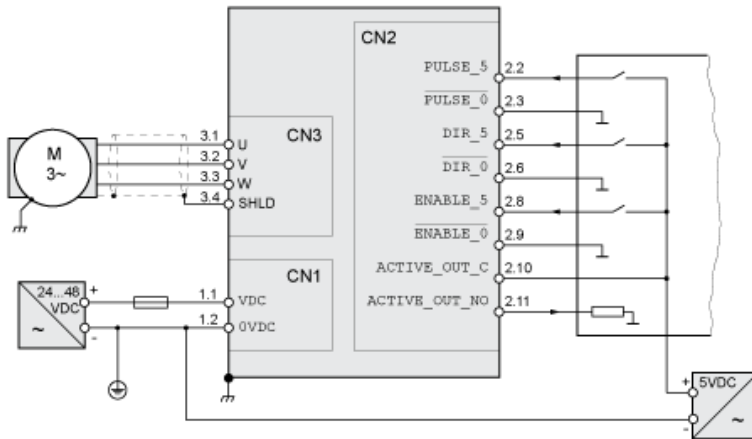 CN2
PULSE_5
2.2
PULSE_0
2.3
DIR_5
2.5
DIR_0
2.6
ENABLE_5
2.8
ENABLE_0
2.9
ACTIVE_OUT_C
2.10
ACTIVE_OUT_NO
2.11
CN3
3.1
U
3.2
V
3.3
W
3.4
SHLD
M
3~
CN1
1.1
VDC
1.2
0VDC
24...48
VDC
+
-
~
5VDC
+
-
~